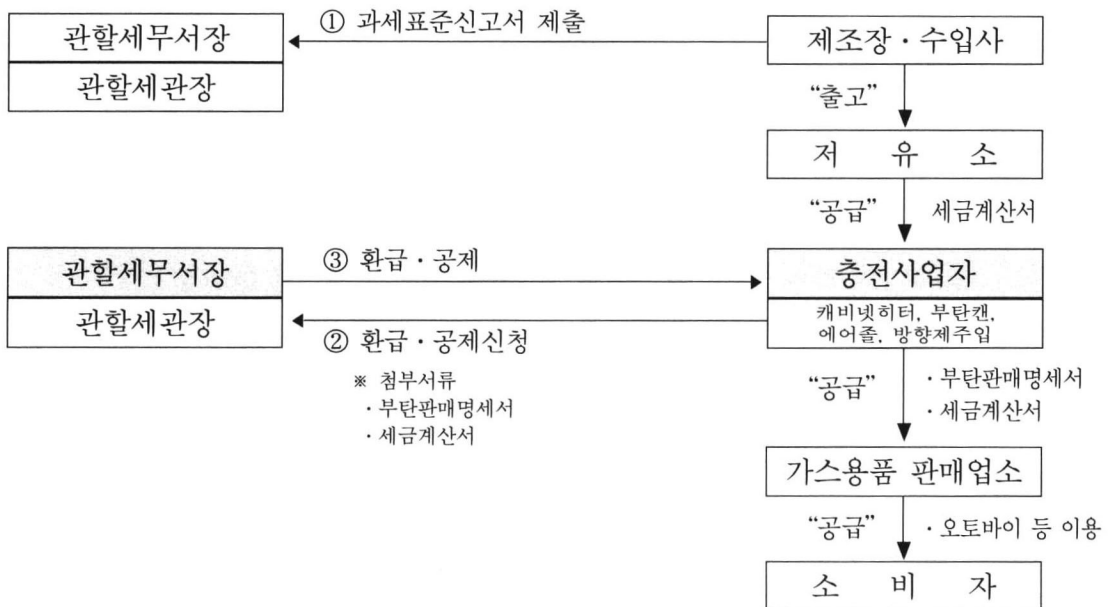 ① 과세표준신고서 제출
관할세무서장
관할세관장
제조장 · 수입사
“출고”
저 유 소
“공급” 세금계산서
관할세무서장
관할세관장
③ 환급 · 공제
② 환급 · 공제신청
※ 첨부서류
· 부탄판매명세서
· 세금계산서
충전사업자
캐비넷히터, 부탄캔,
에어졸, 방향제주입
“공급” · 부탄판매명세서
· 세금계산서
가스용품 판매업소
“공급” · 오토바이 등 이용
소 비 자